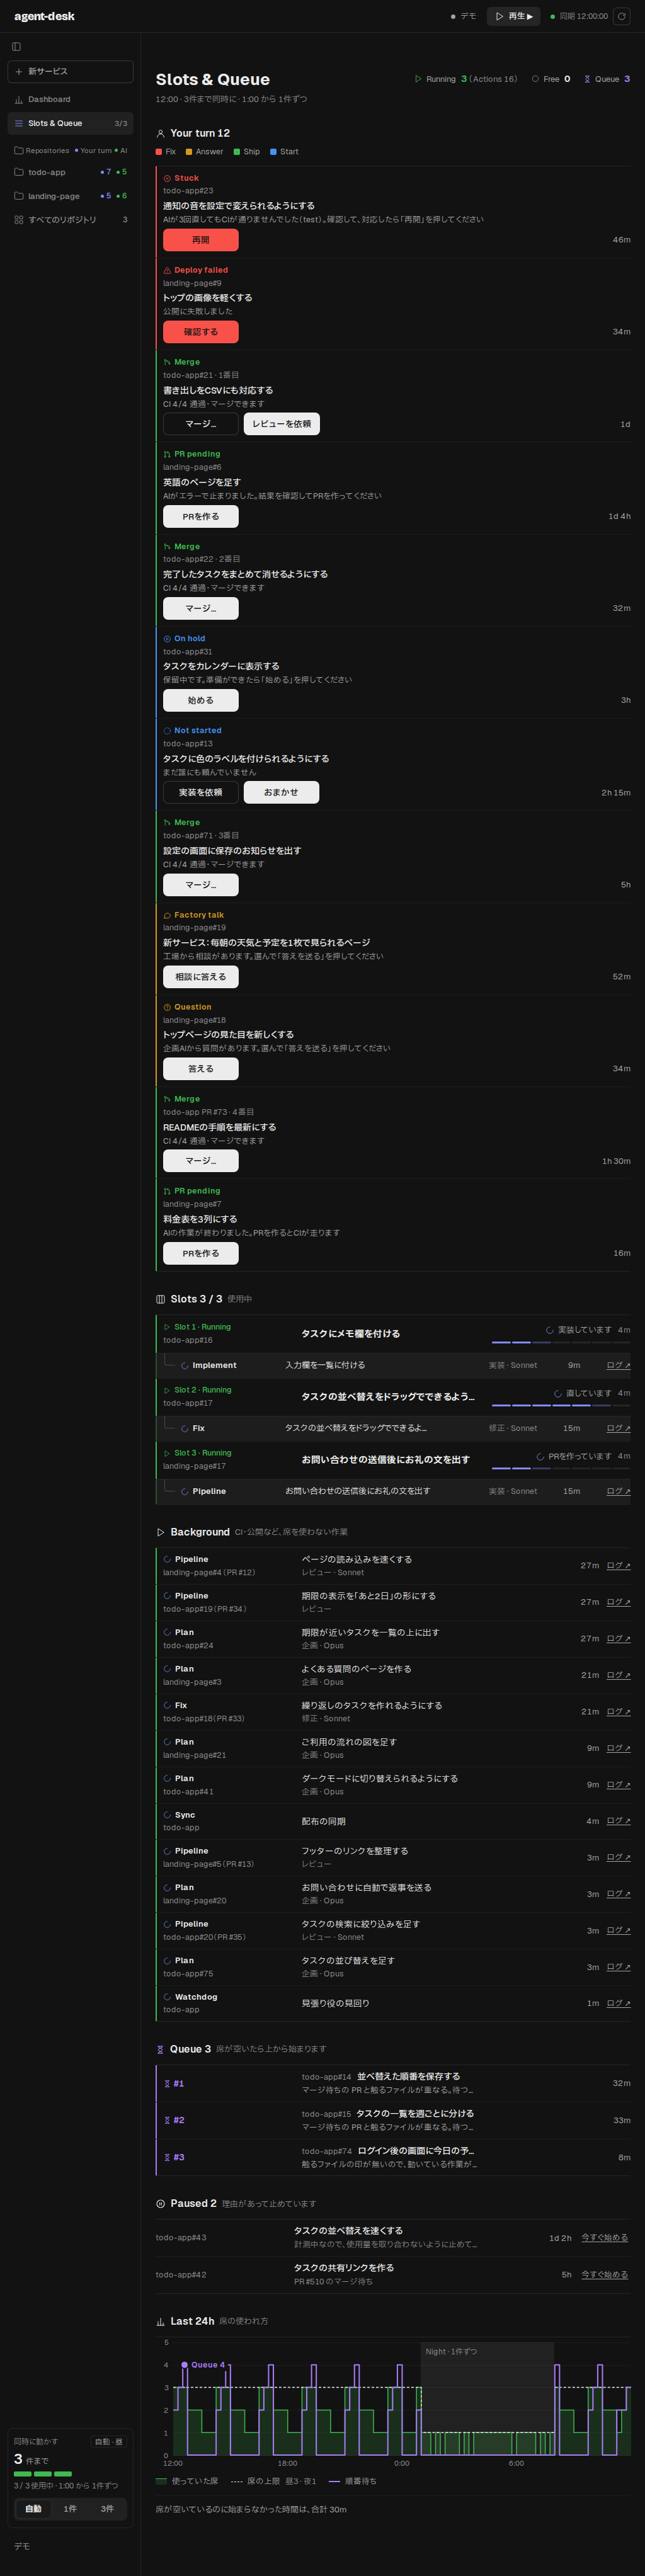 agent-desk
デモ
再生 ▶
同期 12:00:00
新サービス
Dashboard
Slots & Queue 3/3
Repositories Your turn AI
todo-app 7 5
landing-page 5 6
すべてのリポジトリ 3
Slots & Queue
Running 3 (Actions 16) Free 0 Queue 3
12:00 · 3件まで同時に · 1:00 から 1件ずつ
Your turn 12
Fix Answer Ship Start
Stuck
todo-app#23
通知の音を設定で変えられるようにする
AIが3回直してもCIが通りませんでした（test）。確認して、対応したら「再開」を押してください
再開
46m
Deploy failed
landing-page#9
トップの画像を軽くする
公開に失敗しました
確認する
34m
Merge
todo-app#21 · 1番目
書き出しをCSVにも対応する
CI 4/4 通過・マージできます
マージ… レビューを依頼
1d
PR pending
landing-page#6
英語のページを足す
AIがエラーで止まりました。結果を確認してPRを作ってください
PRを作る
1d 4h
Merge
todo-app#22 · 2番目
完了したタスクをまとめて消せるようにする
CI 4/4 通過・マージできます
マージ…
32m
On hold
todo-app#31
タスクをカレンダーに表示する
保留中です。準備ができたら「始める」を押してください
始める
3h
Not started
todo-app#13
タスクに色のラベルを付けられるようにする
まだ誰にも頼んでいません
実装を依頼 おまかせ
2h 15m
Merge
todo-app#71 · 3番目
設定の画面に保存のお知らせを出す
CI 4/4 通過・マージできます
マージ…
5h
Factory talk
landing-page#19
新サービス：毎朝の天気と予定を1枚で見られるページ
工場から相談があります。選んで「答えを送る」を押してください
相談に答える
52m
Question
landing-page#18
トップページの見た目を新しくする
企画AIから質問があります。選んで「答えを送る」を押してください
答える
34m
Merge
todo-app PR #73 · 4番目
READMEの手順を最新にする
CI 4/4 通過・マージできます
マージ…
1h 30m
PR pending
landing-page#7
料金表を3列にする
AIの作業が終わりました。PRを作るとCIが走ります
PRを作る
16m
Slots 3 / 3 使用中
Slot 1 · Running
todo-app#16
タスクにメモ欄を付ける
実装しています 4m
Implement 入力欄を一覧に付ける 実装 · Sonnet 9m ログ ↗
Slot 2 · Running
todo-app#17
タスクの並べ替えをドラッグでできるよう…
直しています 4m
Fix タスクの並べ替えをドラッグでできるよ… 修正 · Sonnet 15m ログ ↗
Slot 3 · Running
landing-page#17
お問い合わせの送信後にお礼の文を出す
PRを作っています 4m
Pipeline お問い合わせの送信後にお礼の文を出す 実装 · Sonnet 15m ログ ↗
Background CI・公開など、席を使わない作業
Pipeline ページの読み込みを速くする
landing-page#4（PR #12） レビュー · Sonnet 27m ログ ↗
Pipeline 期限の表示を「あと2日」の形にする
todo-app#19（PR #34） レビュー 27m ログ ↗
Plan 期限が近いタスクを一覧の上に出す
todo-app#24 企画 · Opus 27m ログ ↗
Plan よくある質問のページを作る
landing-page#3 企画 · Opus 21m ログ ↗
Fix 繰り返しのタスクを作れるようにする
todo-app#18（PR #33） 修正 · Sonnet 21m ログ ↗
Plan ご利用の流れの図を足す
landing-page#21 企画 · Opus 9m ログ ↗
Plan ダークモードに切り替えられるようにする
todo-app#41 企画 · Opus 9m ログ ↗
Sync 配布の同期
todo-app 4m ログ ↗
Pipeline フッターのリンクを整理する
landing-page#5（PR #13） レビュー 3m ログ ↗
Plan お問い合わせに自動で返事を送る
landing-page#20 企画 · Opus 3m ログ ↗
Pipeline タスクの検索に絞り込みを足す
todo-app#20（PR #35） レビュー · Sonnet 3m ログ ↗
Plan タスクの並び替えを足す
todo-app#75 企画 · Opus 3m ログ ↗
Watchdog 見張り役の見回り
todo-app 1m ログ ↗
Queue 3 席が空いたら上から始まります
#1 todo-app#14 並べ替えた順番を保存する
マージ待ちの PR と触るファイルが重なる。待つ… 32m
#2 todo-app#15 タスクの一覧を週ごとに分ける
マージ待ちの PR と触るファイルが重なる。待つ… 33m
#3 todo-app#74 ログイン後の画面に今日の予…
触るファイルの印が無いので、動いている作業が… 8m
Paused 2 理由があって止めています
todo-app#43 タスクの並べ替えを速くする
計測中なので、使用量を取り合わないように止めて… 1d 2h 今すぐ始める
todo-app#42 タスクの共有リンクを作る
PR #510 のマージ待ち 5h 今すぐ始める
Last 24h 席の使われ方
5
4
3
2
1
0
Queue 4
Night · 1件ずつ
12:00 18:00 0:00 6:00
使っていた席 席の上限 昼3・夜1 順番待ち
席が空いているのに始まらなかった時間は、合計 30m
同時に動かす 自動 · 昼
3 件まで
3 / 3 使用中 · 1:00 から 1件ずつ
自動 1件 3件
デモ